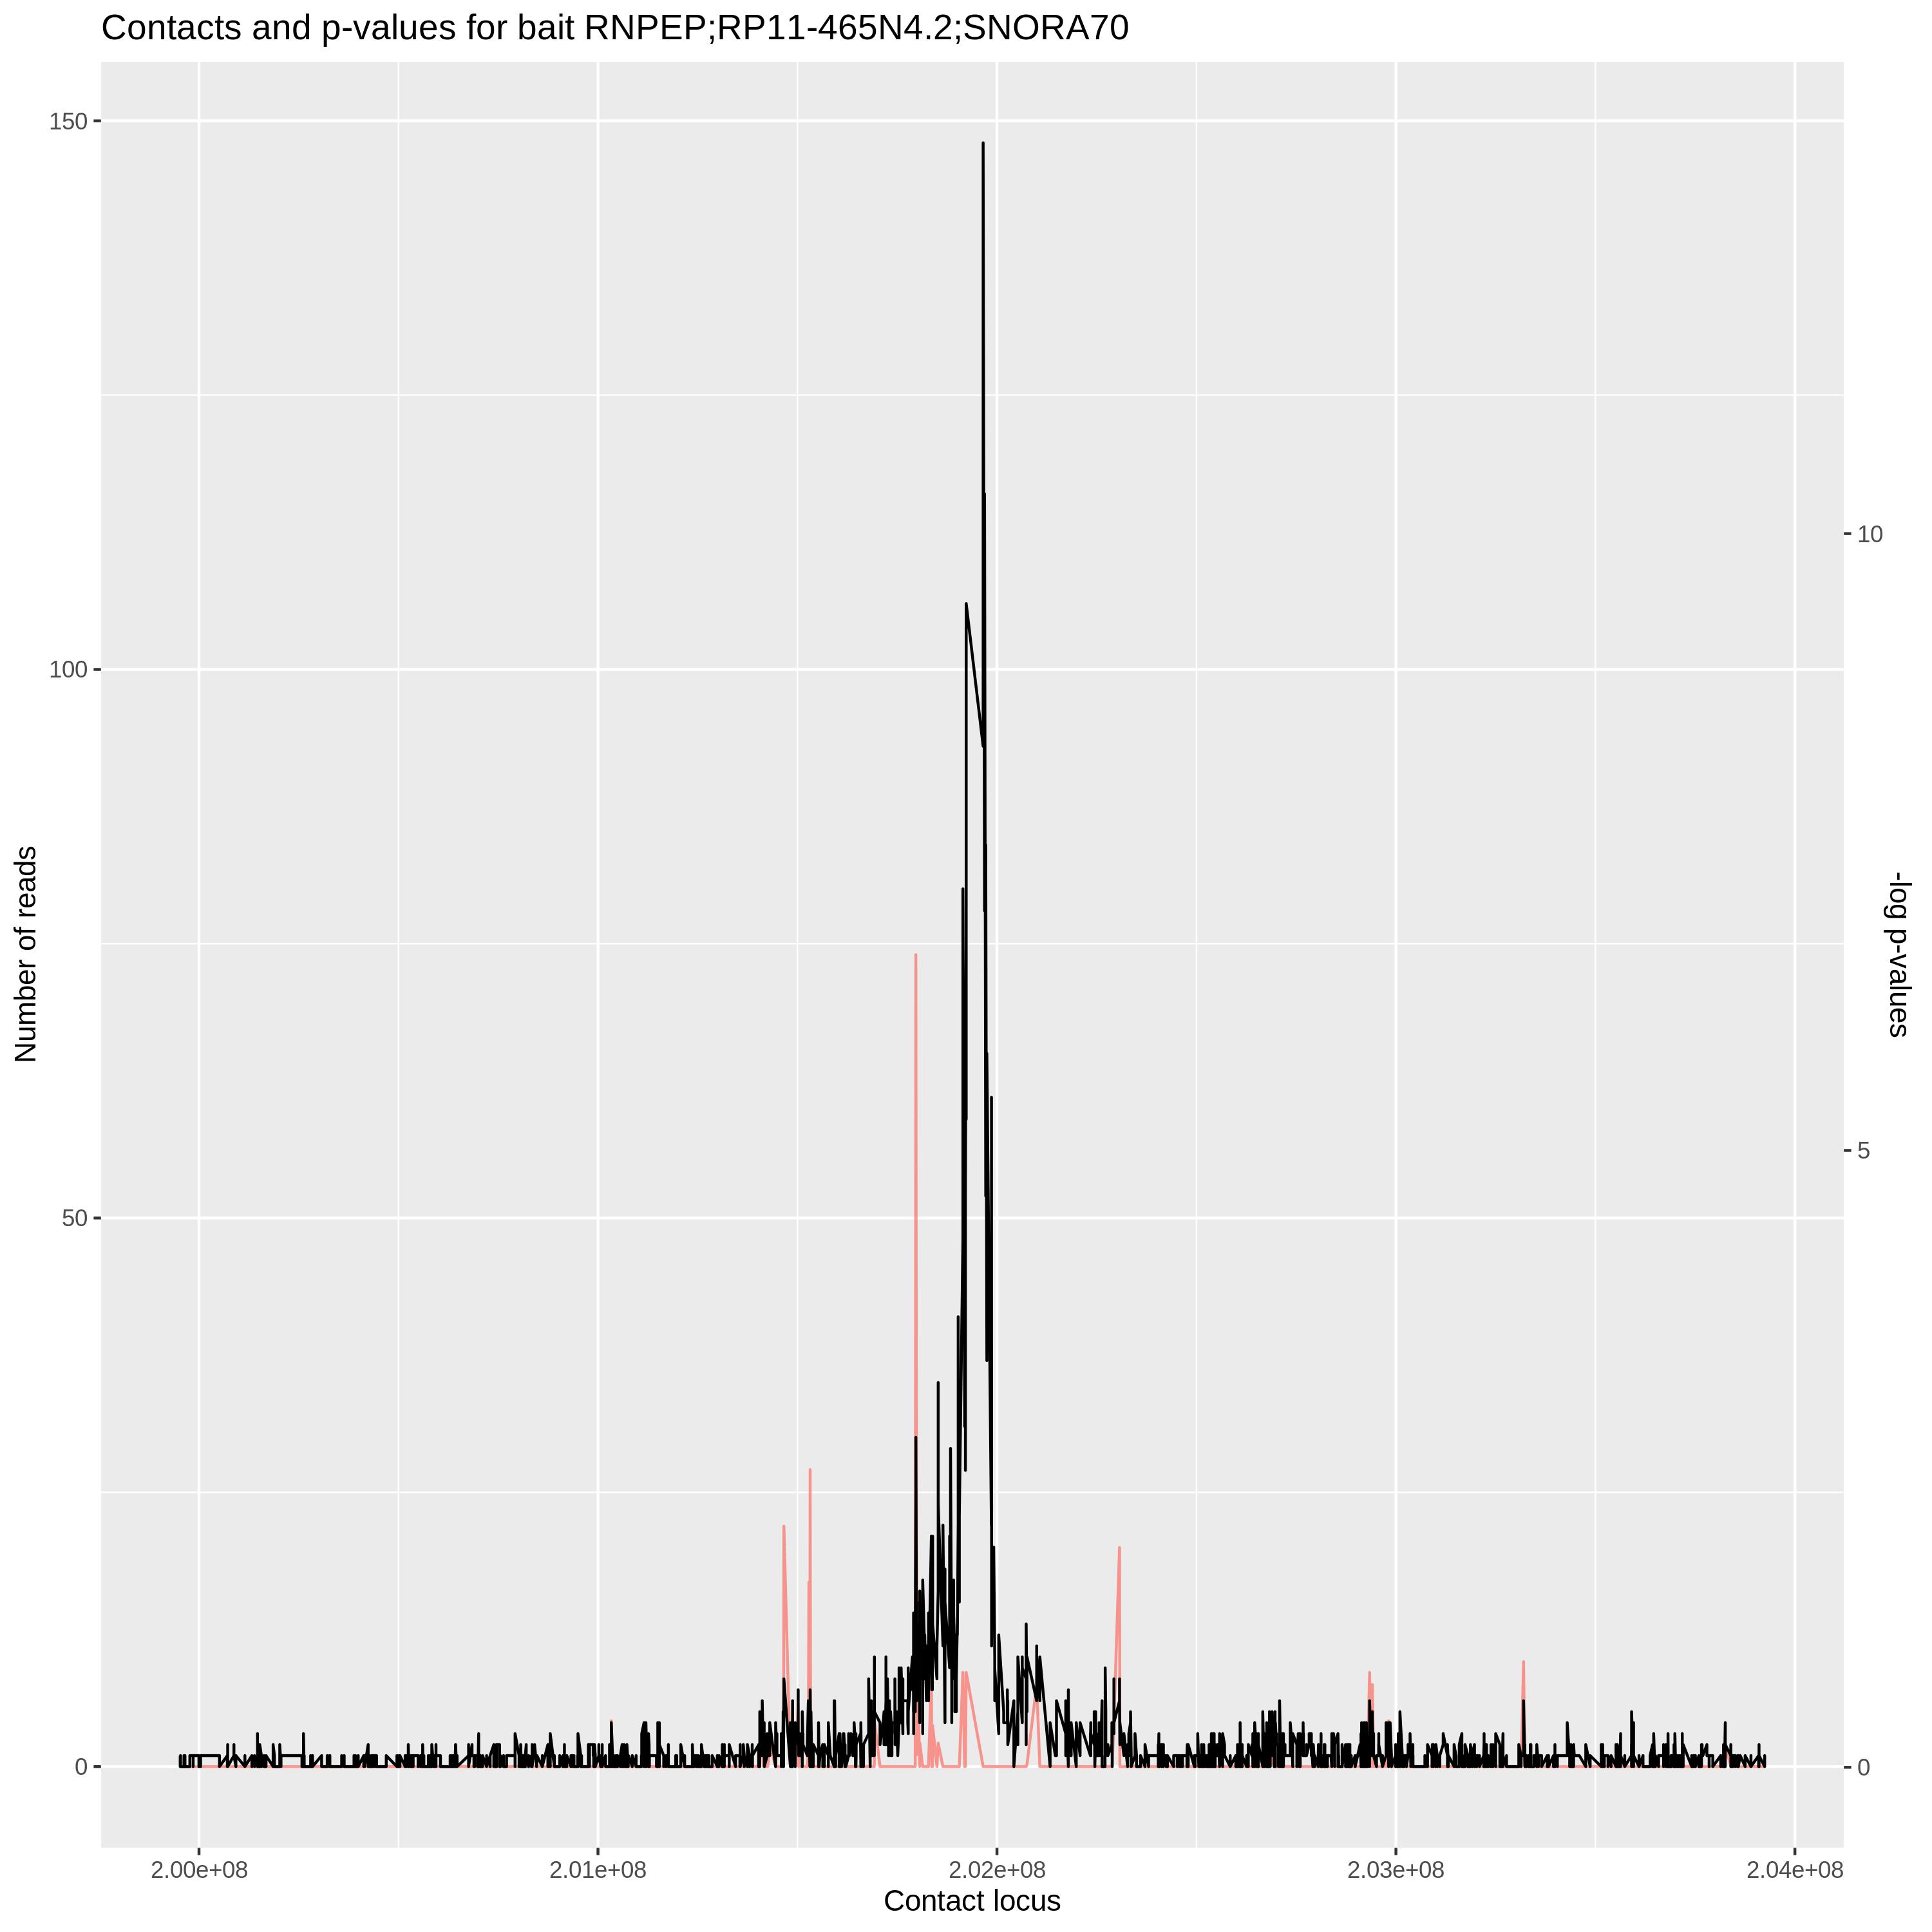 Contacts and p-values for bait RNPEP;RP11-465N4.2;SNORA70
150
100
50
0
Number of reads
10
5
0
-log p-values
2.00e+08 2.01e+08 2.02e+08 2.03e+08 2.04e+08
Contact locus